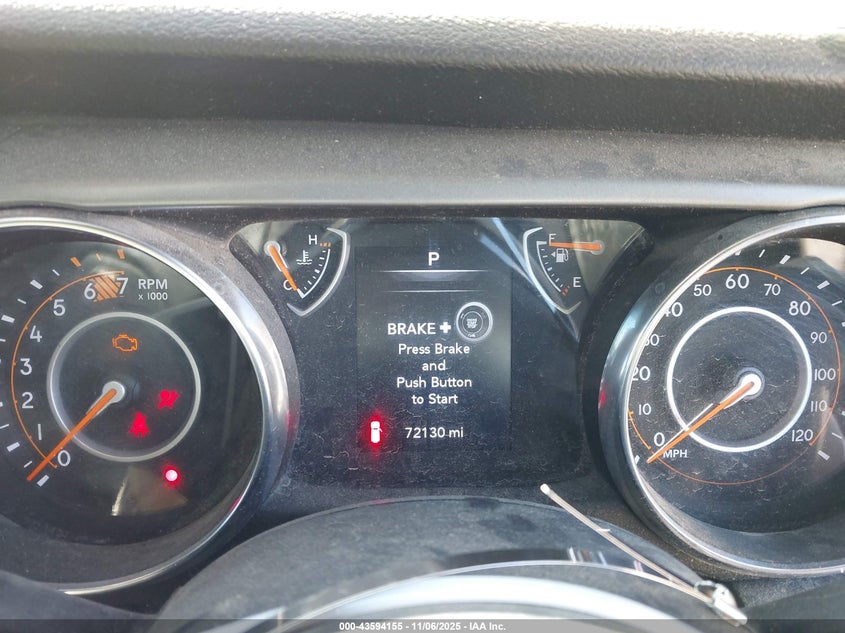 H
C
P
F
E
RPM
x 1000
0
1
2
3
4
5
6
7
BRAKE +
Press Brake
and
Push Button
to Start
72130 mi
0
10
20
30
40
50
60
70
80
90
100
110
120
MPH
000-43594155 - 11/06/2025 - IAA Inc.